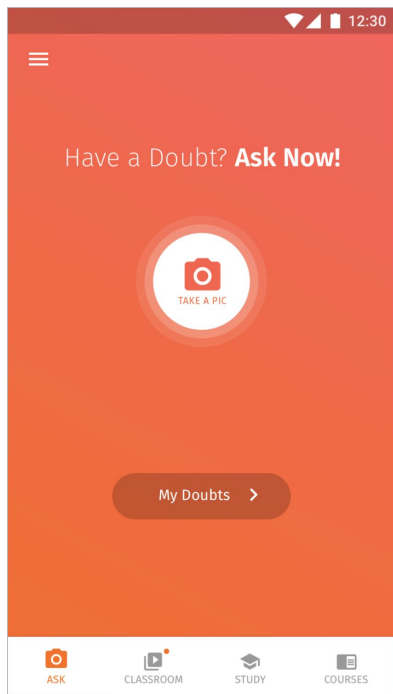 12:30
Have a Doubt? Ask Now!
TAKE A PIC
My Doubts
ASK CLASSROOM STUDY COURSES